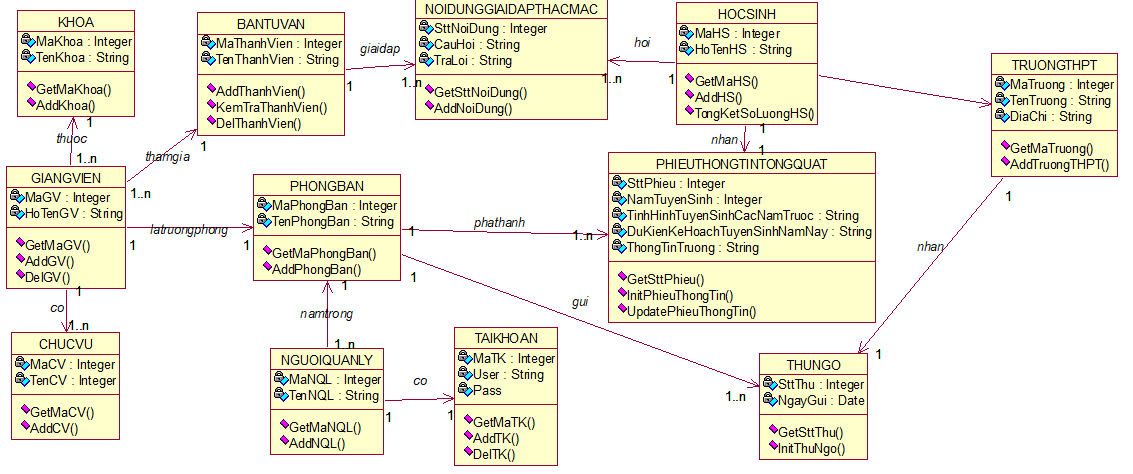 KHOA
MaKhoa : Integer
TenKhoa : String
GetMaKhoa()
AddKhoa()
1
thuoc
1..n
BANTUVAN
MaThanhVien : Integer
TenThanhVien : String
AddThanhVien()
KemTraThanhVien()
DelThanhVien()
1
giaidap
1..n
thamgia
1
1..n
NOIDUNGGIAIDAPTHACMAC
SttNoiDung : Integer
CauHoi : String
TraLoi : String
GetSttNoiDung()
AddNoiDung()
hoi
1
1..n
HOCSINH
MaHS : Integer
HoTenHS : String
GetMaHS()
AddHS()
TongKetSoLuongHS()
1
nhan
1
TRUONGTHPT
MaTruong : Integer
TenTruong : String
DiaChi : String
GetMaTruong()
AddTruongTHPT()
1
nhan
1
GIANGVIEN
MaGV : Integer
HoTenGV : String
GetMaGV()
AddGV()
DelGV()
1
latruongphong
1
1
co
1..n
PHONGBAN
MaPhongBan : Integer
TenPhongBan : String
GetMaPhongBan()
AddPhongBan()
1
phathanh
1..n
1
gui
1..n
1
namtrong
1..n
PHIEUTHONGTINTONGQUAT
SttPhieu : Integer
NamTuyenSinh : Integer
TinhHinhTuyenSinhCacNamTruoc : String
DuKienKeHoachTuyenSinhNamNay : String
ThongTinTruong : String
GetSttPhieu()
InitPhieuThongTin()
UpdatePhieuThongTin()
CHUCVU
MaCV : Integer
TenCV : Integer
GetMaCV()
AddCV()
NGUOIQUANLY
MaNQL : Integer
TenNQL : String
GetMaNQL()
AddNQL()
1
co
1
TAIKHOAN
MaTK : Integer
User : String
Pass
GetMaTK()
AddTK()
DelTK()
THUNGO
SttThu : Integer
NgayGui : Date
GetSttThu()
InitThuNgo()